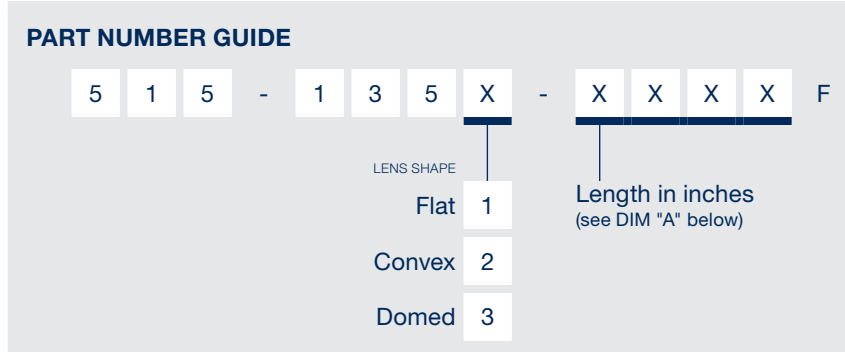 PART NUMBER GUIDE
5 1 5 - 1 3 5 X - X X X X F
LENS SHAPE
Flat 1
Convex 2
Domed 3
Length in inches
(see DIM "A" below)